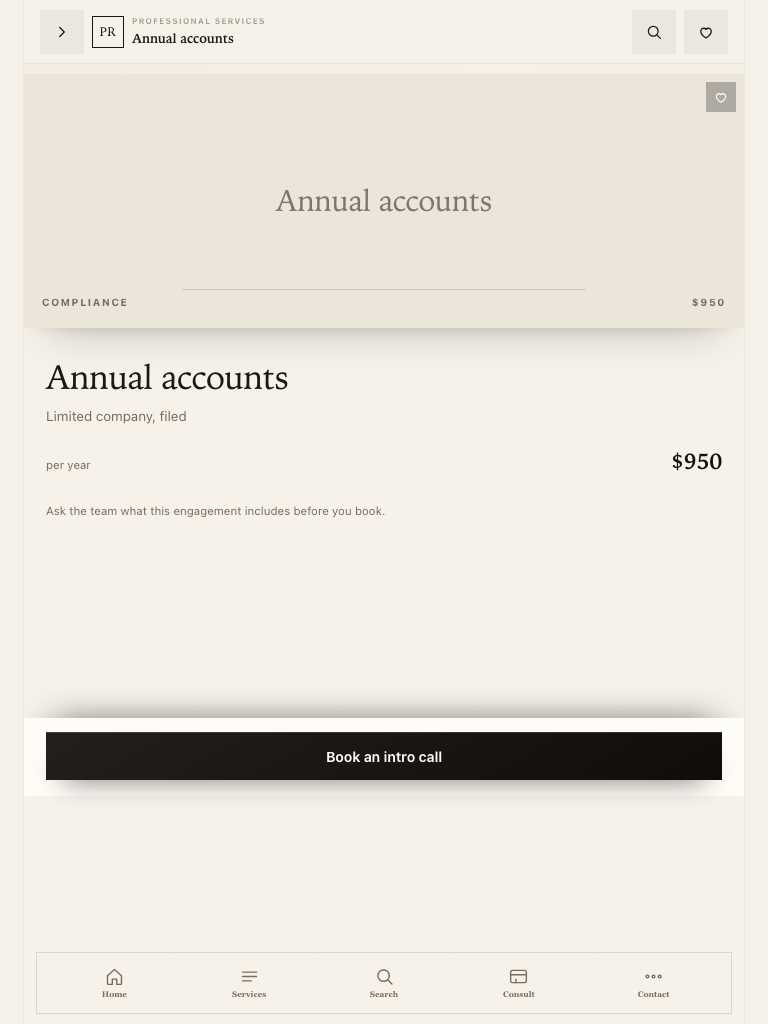 PR
PROFESSIONAL SERVICES
Annual accounts
Annual accounts
COMPLIANCE
$950
Annual accounts
Limited company, filed
per year
$950
Ask the team what this engagement includes before you book.
Book an intro call
Home
Services
Search
Consult
Contact